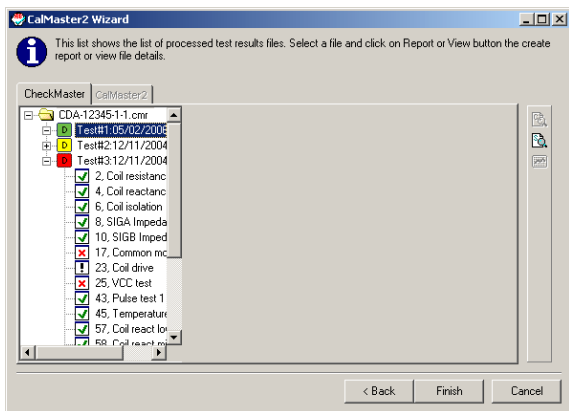 CalMaster2 Wizard
This list shows the list of processed test results files. Select a file and click on Report or View button the create
report or view file details.
CheckMaster CalMaster2
CDA-12345-1-1.cmr
D Test#1:05/02/2006
D Test#2:12/11/2004
D Test#3:12/11/2004
2, Coil resistanc
4, Coil reactanc
6, Coil isolation
8, SIGA Impeda
10, SIGB Imped
17, Common mo
23, Coil drive
25, VCC test
43, Pulse test 1
45, Temperature
57, Coil react lo
58, Coil react m
< Back Finish Cancel